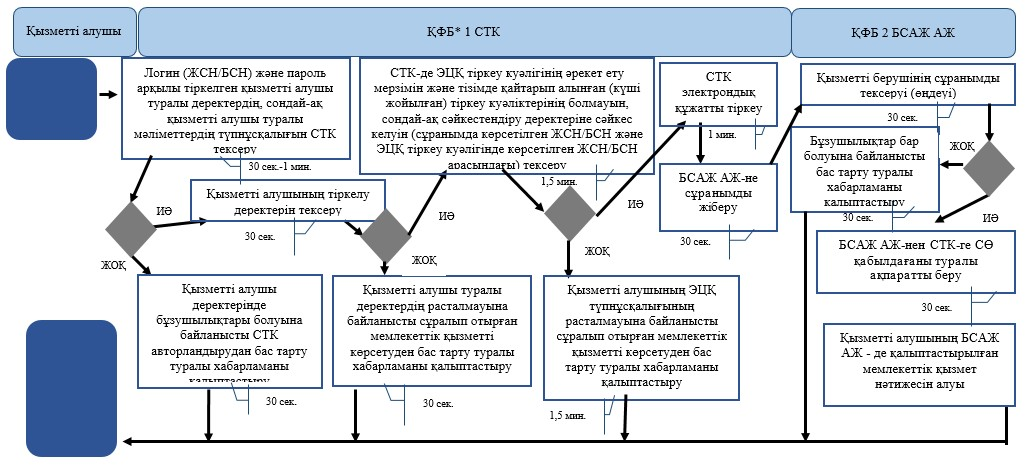 Қызметті алушы
ҚФБ* 1 СТК
ҚФБ 2 БСАЖ АЖ
Логин (ЖСН/БСН) және пароль
арқылы тіркелген қызметті алушы
туралы деректердің, сондай-ақ
қызметті алушы туралы
мәліметтердің түпнұсқалығын СТК
тексеру
30 сек.-1 мин.
СТК-де ЭЦҚ тіркеу куәлігінің әрекет ету
мерзімін және тізімде қайтарып алынған (күші
жойылған) тіркеу куәліктерінің болмауын,
сондай-ақ сәйкестендіру деректеріне сәйкес
келуін (сұранымда көрсетілген ЖСН/БСН және
ЭЦҚ тіркеу куәлігінде көрсетілген ЖСН/БСН
арасындағы) тексеру
1,5 мин.
СТК
электрондық
құжатты тіркеу
1 мин.
Қызметті берушінің сұранымды
тексеруі (өңдеуі)
30 сек.
Бұзушылықтар бар
болуына байланысты
бас тарту туралы
хабарламаны
қалыптастыру
30 сек.
ЖОҚ
ИӘ
БСАЖ АЖ-не
сұранымды
жіберу
30 сек.
Қызметті алушының тіркелу
деректерін тексеру
30 сек.
ИӘ
ИӘ
ИӘ
ЖОҚ
ЖОҚ
ЖОҚ
БСАЖ АЖ-нен СТК-ге СӨ
қабылдағаны туралы
ақпаратты беру
30 сек.
Қызметті алушы
деректерінде
бұзушылықтары болуына
байланысты СТК
авторландырудан бас тарту
туралы хабарламаны
қалыптастыру
30 сек.
Қызметті алушы туралы
деректердің расталмауына
байланысты сұралып отырған
мемлекеттік қызметті
көрсетуден бас тарту туралы
хабарламаны қалыптастыру
30 сек.
Қызметті алушының ЭЦҚ
түпнұсқалығының
расталмауына байланысты
сұралып отырған мемлекеттік
қызметті көрсетуден бас
тарту туралы хабарламаны
қалыптастыру
1,5 мин.
Қызметті алушының БСАЖ
АЖ - де қалыптастырылған
мемлекеттік қызмет
нәтижесін алуы